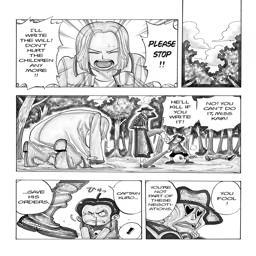 PLEASE
STOP
!!
I'LL
WRITE
THE WILL!
DON'T
HURT THE
CHILDREN
ANY
MORE
!!
NO! YOU
CAN'T DO
IT, MISS
KAYA!
HE'LL
KILL IF
YOU WRITE
IT!
YOU
FOOL
!
YOU'RE
NOT PART
OF THESE
NEGOTI-
ATIONS.
CAPTAIN
KURO...
...SAVE
HIS
ORDERS.